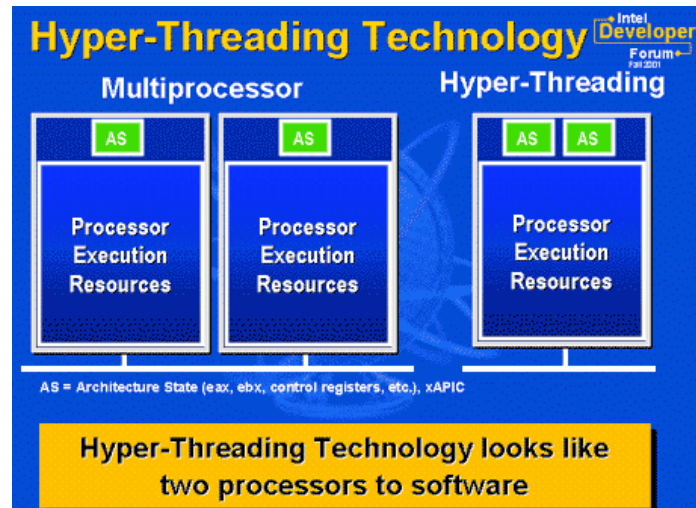 Hyper-Threading Technology
Intel
Developer
Forum
Fall 2001
Multiprocessor
Hyper-Threading
AS
AS
AS AS
Processor
Execution
Resources
Processor
Execution
Resources
Processor
Execution
Resources
AS = Architecture State (eax, ebx, control registers, etc.), xAPIC
Hyper-Threading Technology looks like
two processors to software